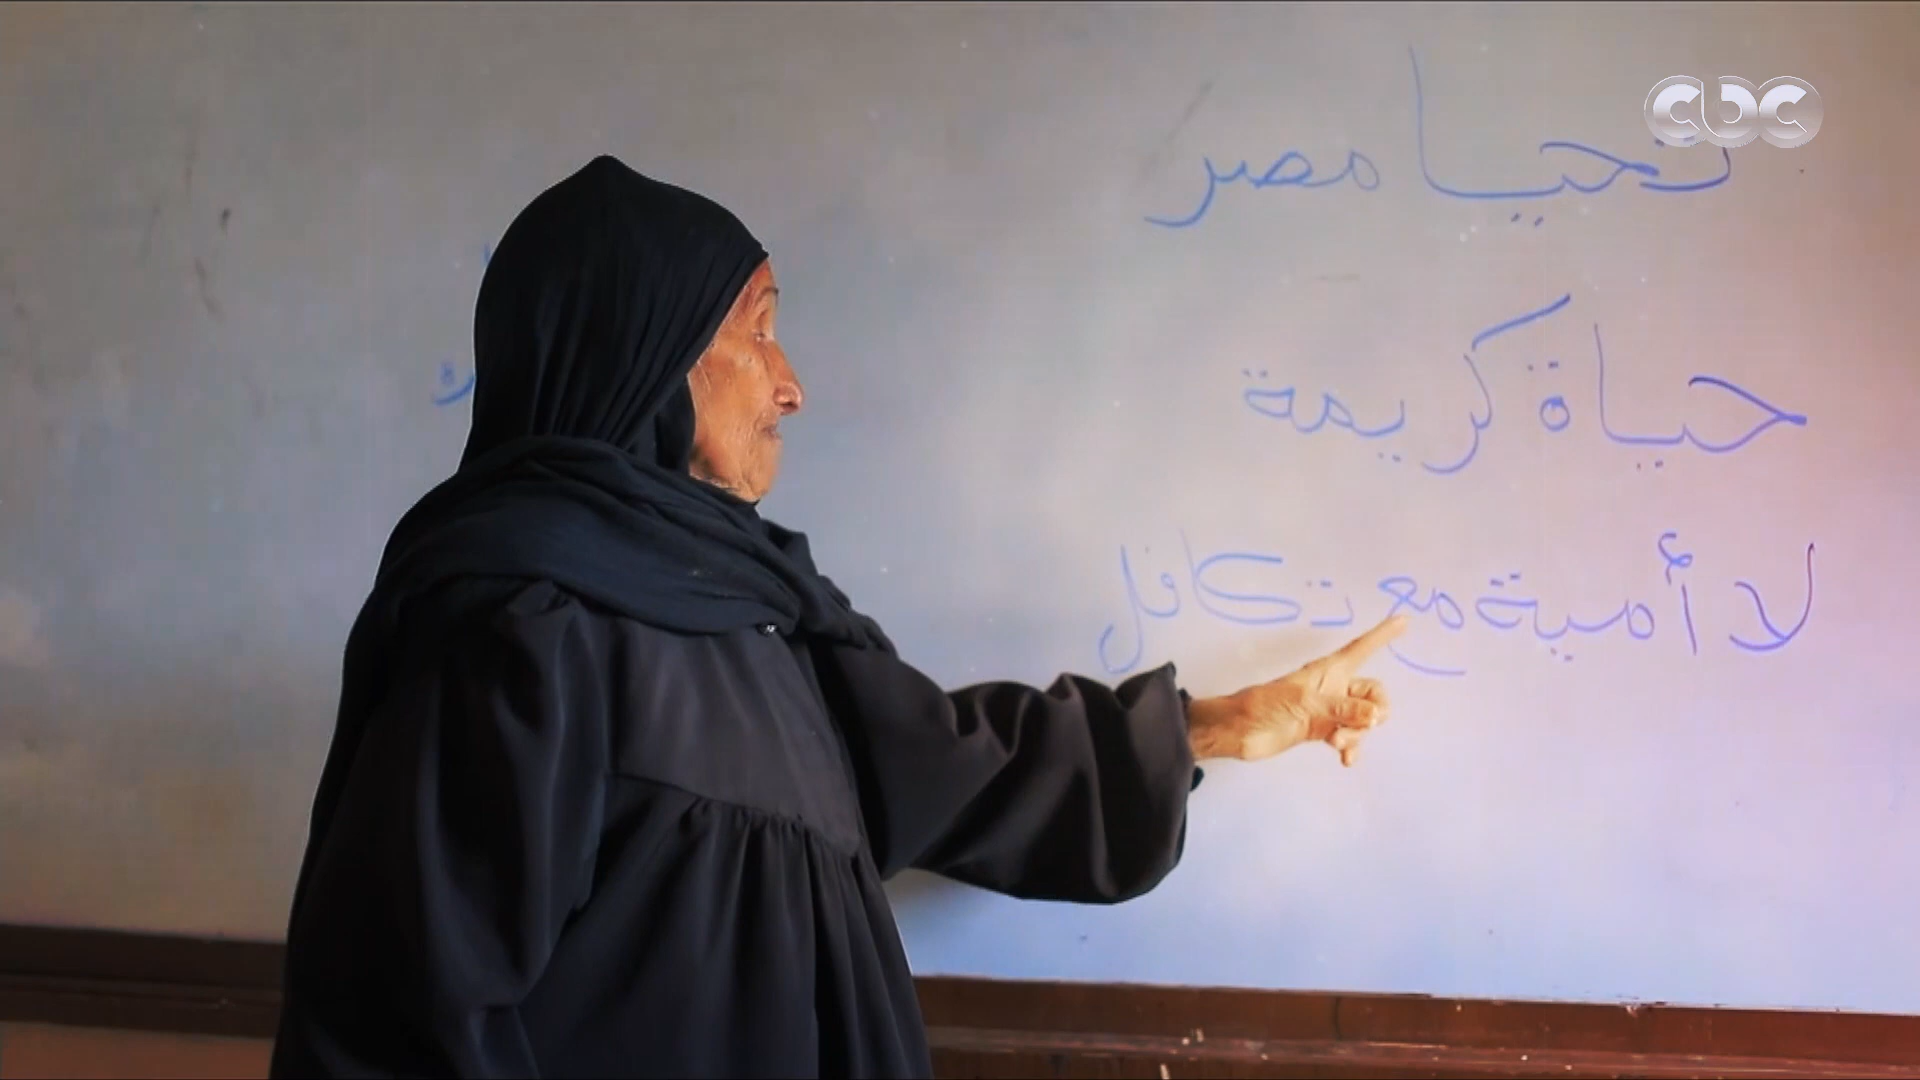 cbc
تحيا مصر
حياة كريمة
لا أمية مع تكافل